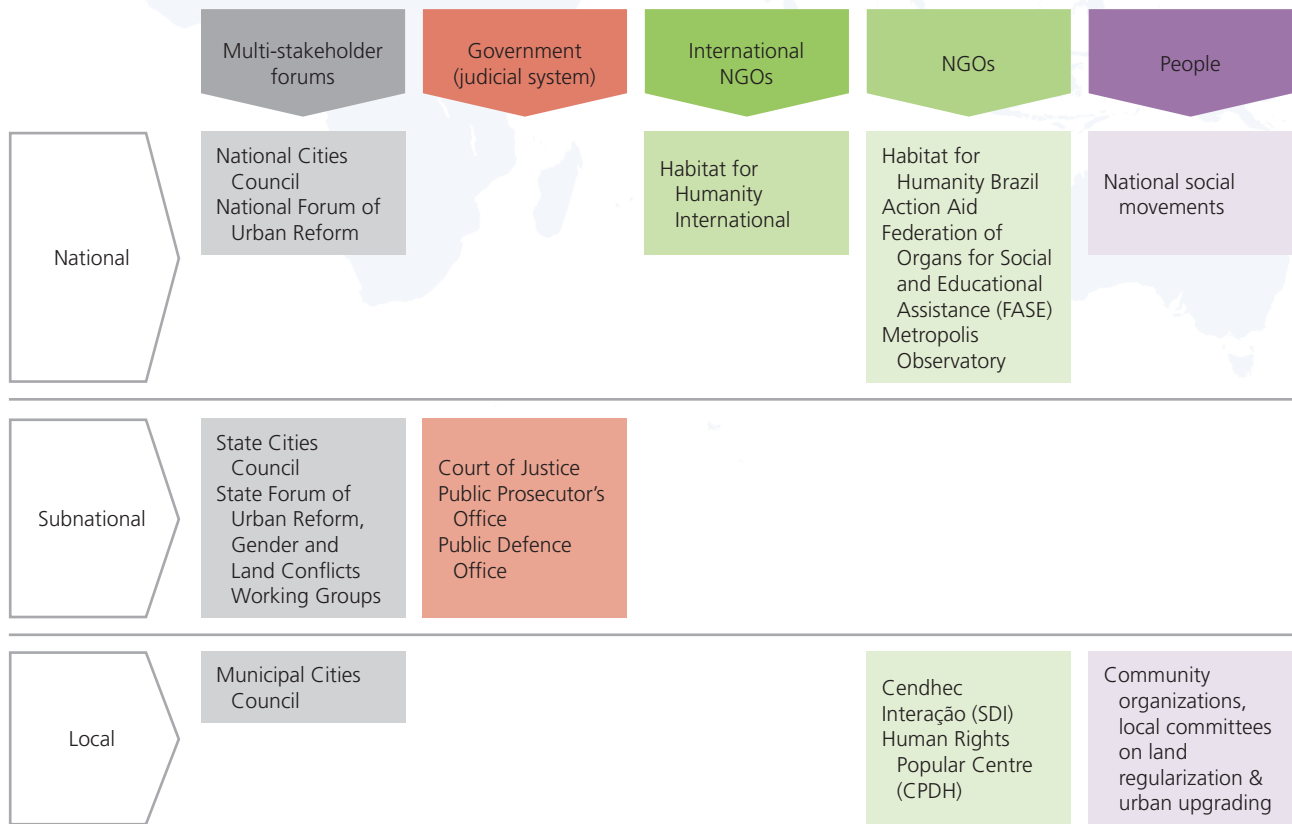 Multi-stakeholder
forums
Government
(judicial system)
International
NGOs
NGOs
People
National
National Cities
Council
National Forum of
Urban Reform
Habitat for
Humanity
International
Habitat for
Humanity Brazil
Action Aid
Federation of
Organs for Social
and Educational
Assistance (FASE)
Metropolis
Observatory
National social
movements
Subnational
State Cities
Council
State Forum of
Urban Reform,
Gender and
Land Conflicts
Working Groups
Court of Justice
Public Prosecutor’s
Office
Public Defence
Office
Local
Municipal Cities
Council
Cendhec
Interação (SDI)
Human Rights
Popular Centre
(CPDH)
Community
organizations,
local committees
on land
regularization &
urban upgrading